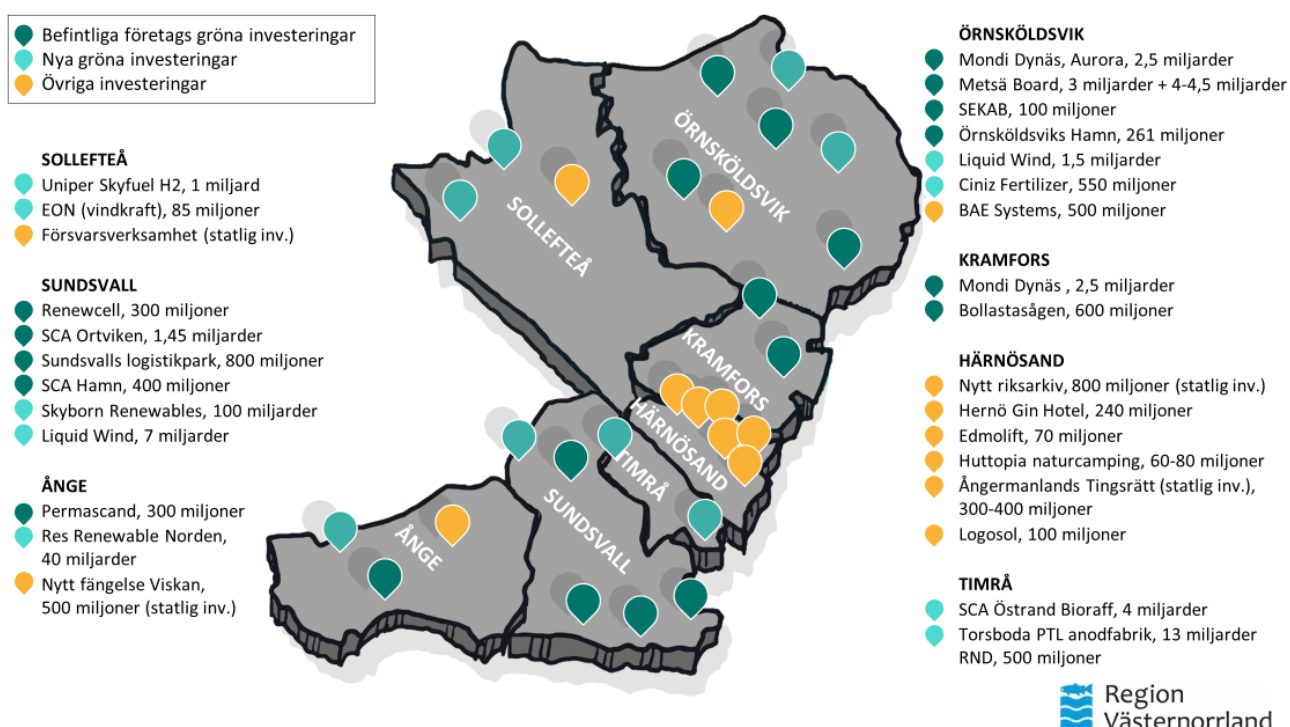 Befintliga företags gröna investeringar
Nya gröna investeringar
Övriga investeringar
SOLLEFTEÅ
Uniper Skyfuel H2, 1 miljard
EON (vindkraft), 85 miljoner
Försvarsverksamhet (statlig inv.)
SUNDSVALL
Renewcell, 300 miljoner
SCA Ortviken, 1,45 miljarder
Sundsvalls logistikpark, 800 miljoner
SCA Hamn, 400 miljoner
Skyborn Renewables, 100 miljarder
Liquid Wind, 7 miljarder
ÅNGE
Permascand, 300 miljoner
Res Renewable Norden,
40 miljarder
Nytt fängelse Viskan,
500 miljoner (statlig inv.)
ÖRNSKÖLDSVIK
SOLLEFTEÅ
KRAMFORS
HÄRNÖSAND
TIMRÅ
SUNDSVALL
ÅNGE
ÖRNSKÖLDSVIK
Mondi Dynäs, Aurora, 2,5 miljarder
Metsä Board, 3 miljarder + 4-4,5 miljarder
SEKAB, 100 miljoner
Örnsköldsviks Hamn, 261 miljoner
Liquid Wind, 1,5 miljarder
Ciniz Fertilizer, 550 miljoner
BAE Systems, 500 miljoner
KRAMFORS
Mondi Dynäs , 2,5 miljarder
Bollastasågen, 600 miljoner
HÄRNÖSAND
Nytt riksarkiv, 800 miljoner (statlig inv.)
Hernö Gin Hotel, 240 miljoner
Edmolift, 70 miljoner
Huttopia naturcamping, 60-80 miljoner
Ångermanlands Tingsrätt (statlig inv.),
300-400 miljoner
Logosol, 100 miljoner
TIMRÅ
SCA Östrand Bioraff, 4 miljarder
Torsboda PTL anodfabrik, 13 miljarder
RND, 500 miljoner
Region
Västernorrland